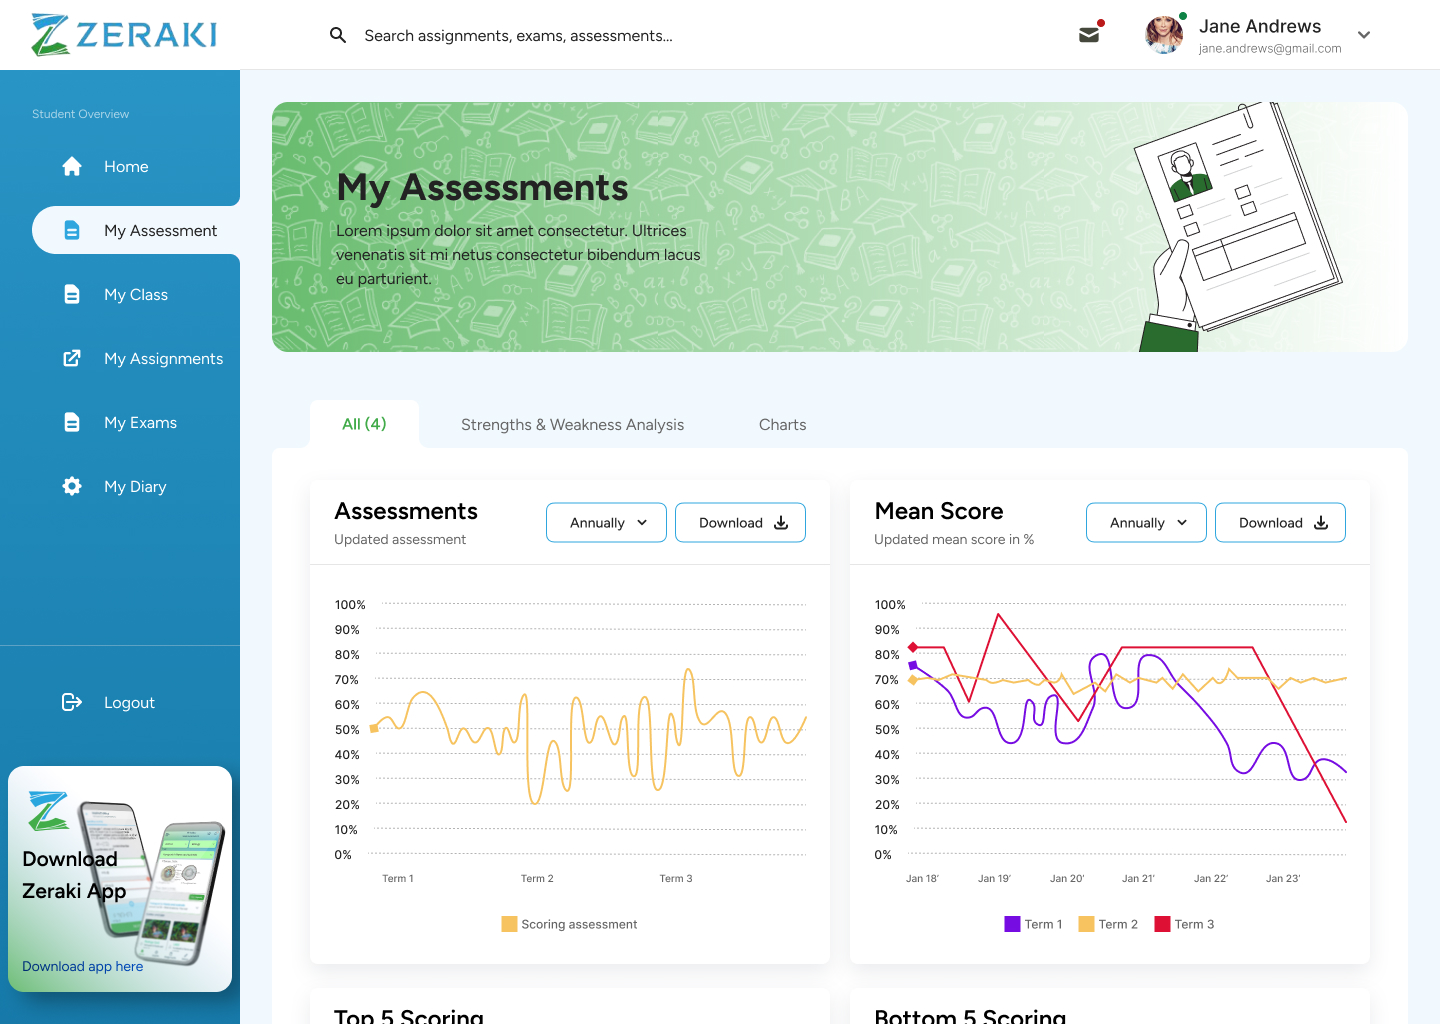 ZERAKI
Search assignments, exams, assessments...
Jane Andrews
jane.andrews@gmail.com
Student Overview
Home
My Assessment
My Class
My Assignments
My Exams
My Diary
Logout
Download
Zeraki App
Download app here
My Assessments
Lorem ipsum dolor sit amet consectetur. Ultrices
venenatis sit mi netus consectetur bibendum lacus
eu parturient.
All (4)
Strengths & Weakness Analysis
Charts
Assessments
Updated assessment
Annually
Download
100%
90%
80%
70%
60%
50%
40%
30%
20%
10%
0%
Term 1
Term 2
Term 3
Scoring assessment
Mean Score
Updated mean score in %
Annually
Download
100%
90%
80%
70%
60%
50%
40%
30%
20%
10%
0%
Jan 18'
Jan 19'
Jan 20'
Jan 21'
Jan 22'
Jan 23'
Term 1
Term 2
Term 3
Top 5 Scoring
Bottom 5 Scoring